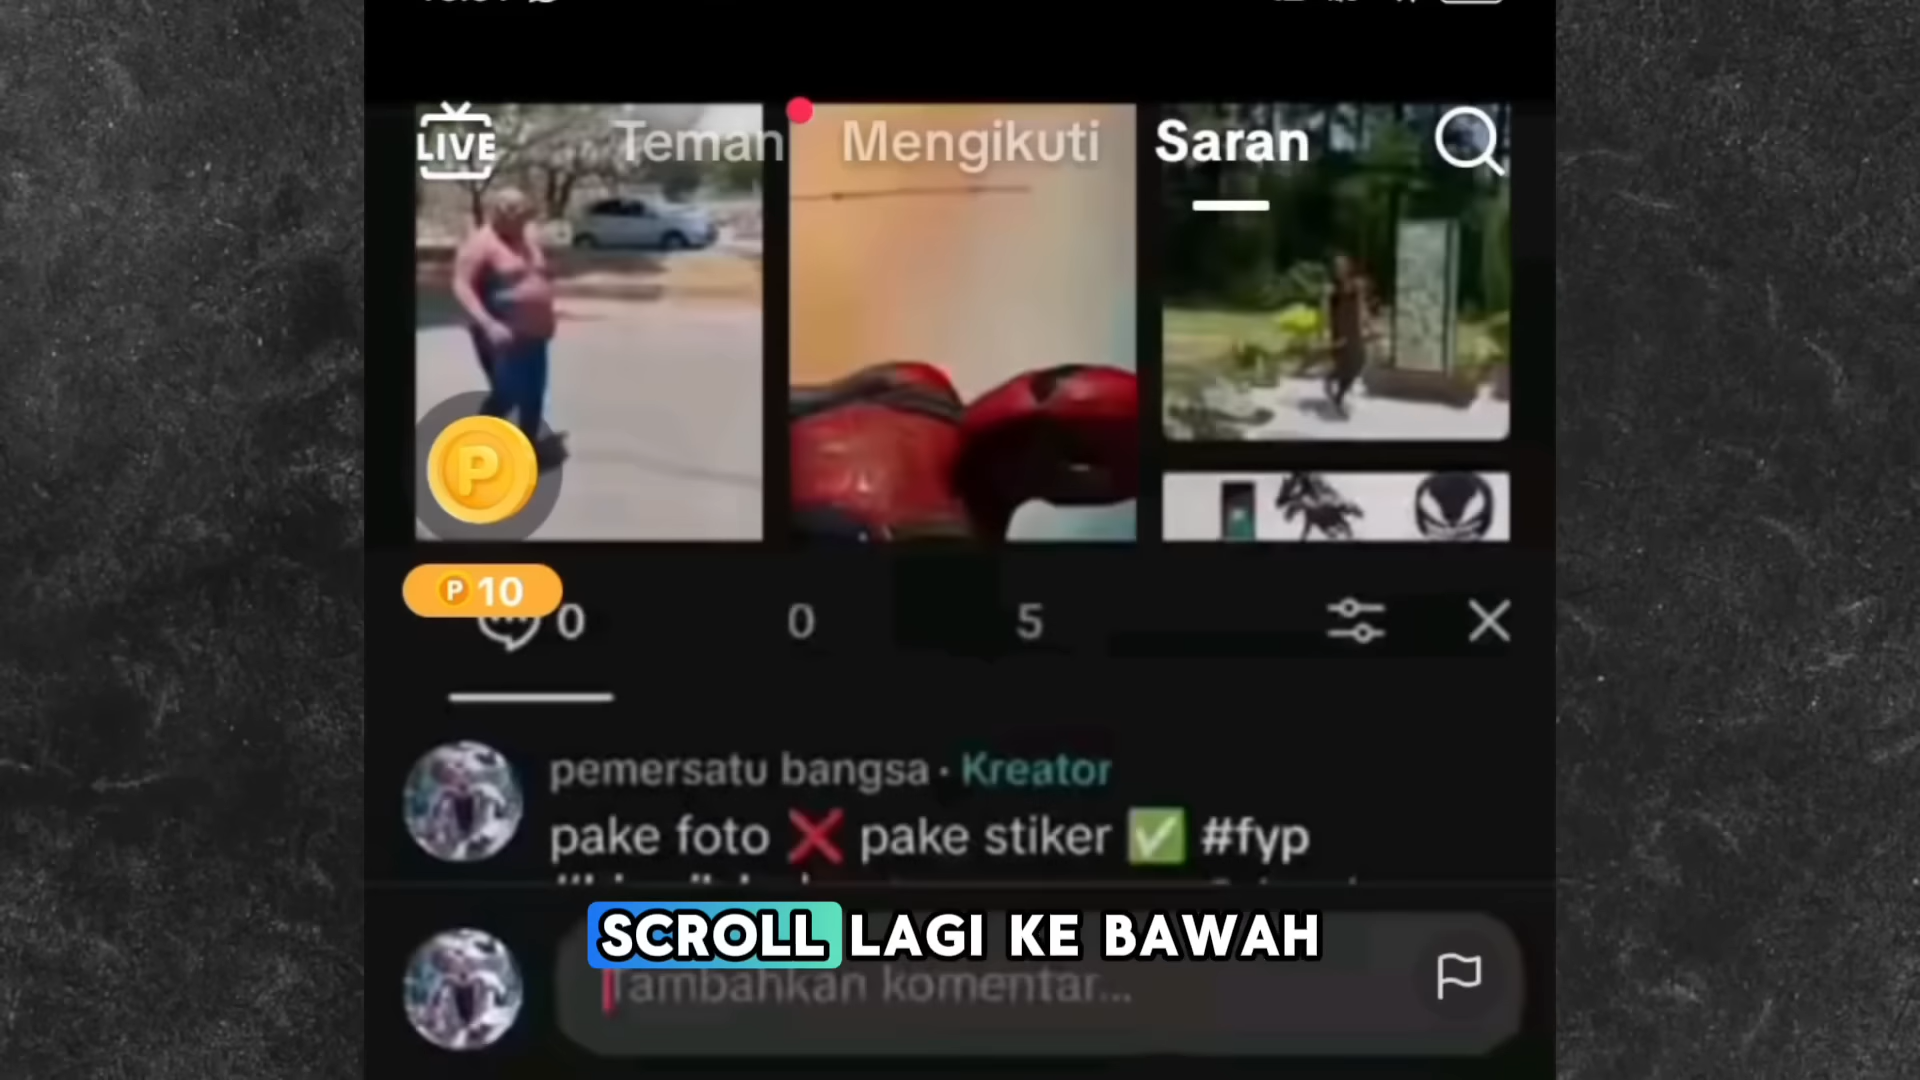 LIVE Teman Mengikuti Saran
P
P 10
0 0 5
pemersatu bangsa · Kreator
pake foto ❌ pake stiker ✅ #fyp
SCROLL LAGI KE BAWAH
Tambahkan komentar...